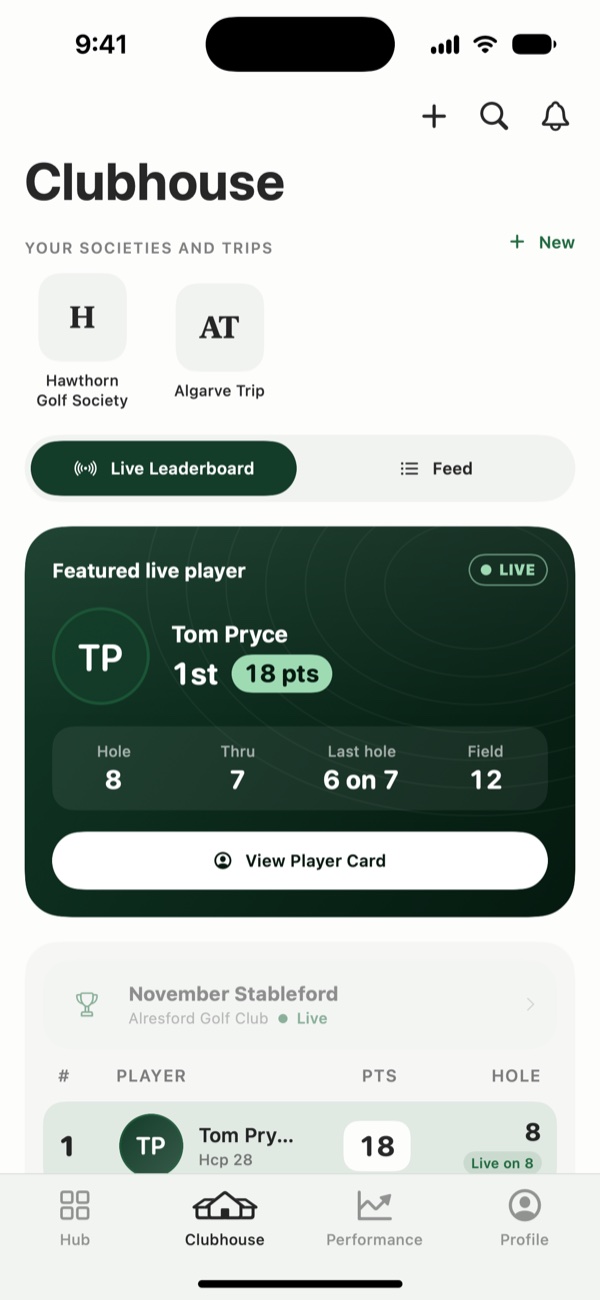 9:41
Clubhouse
YOUR SOCIETIES AND TRIPS
+ New
H
AT
Hawthorn
Golf Society
Algarve Trip
Live Leaderboard
Feed
Featured live player
LIVE
TP
Tom Pryce
1st 18 pts
Hole Thru Last hole Field
8 7 6 on 7 12
View Player Card
November Stableford
Alresford Golf Club • Live
# PLAYER PTS HOLE
1 TP Tom Pry... 18 8
Hcp 28 Live on 8
Hub Clubhouse Performance Profile